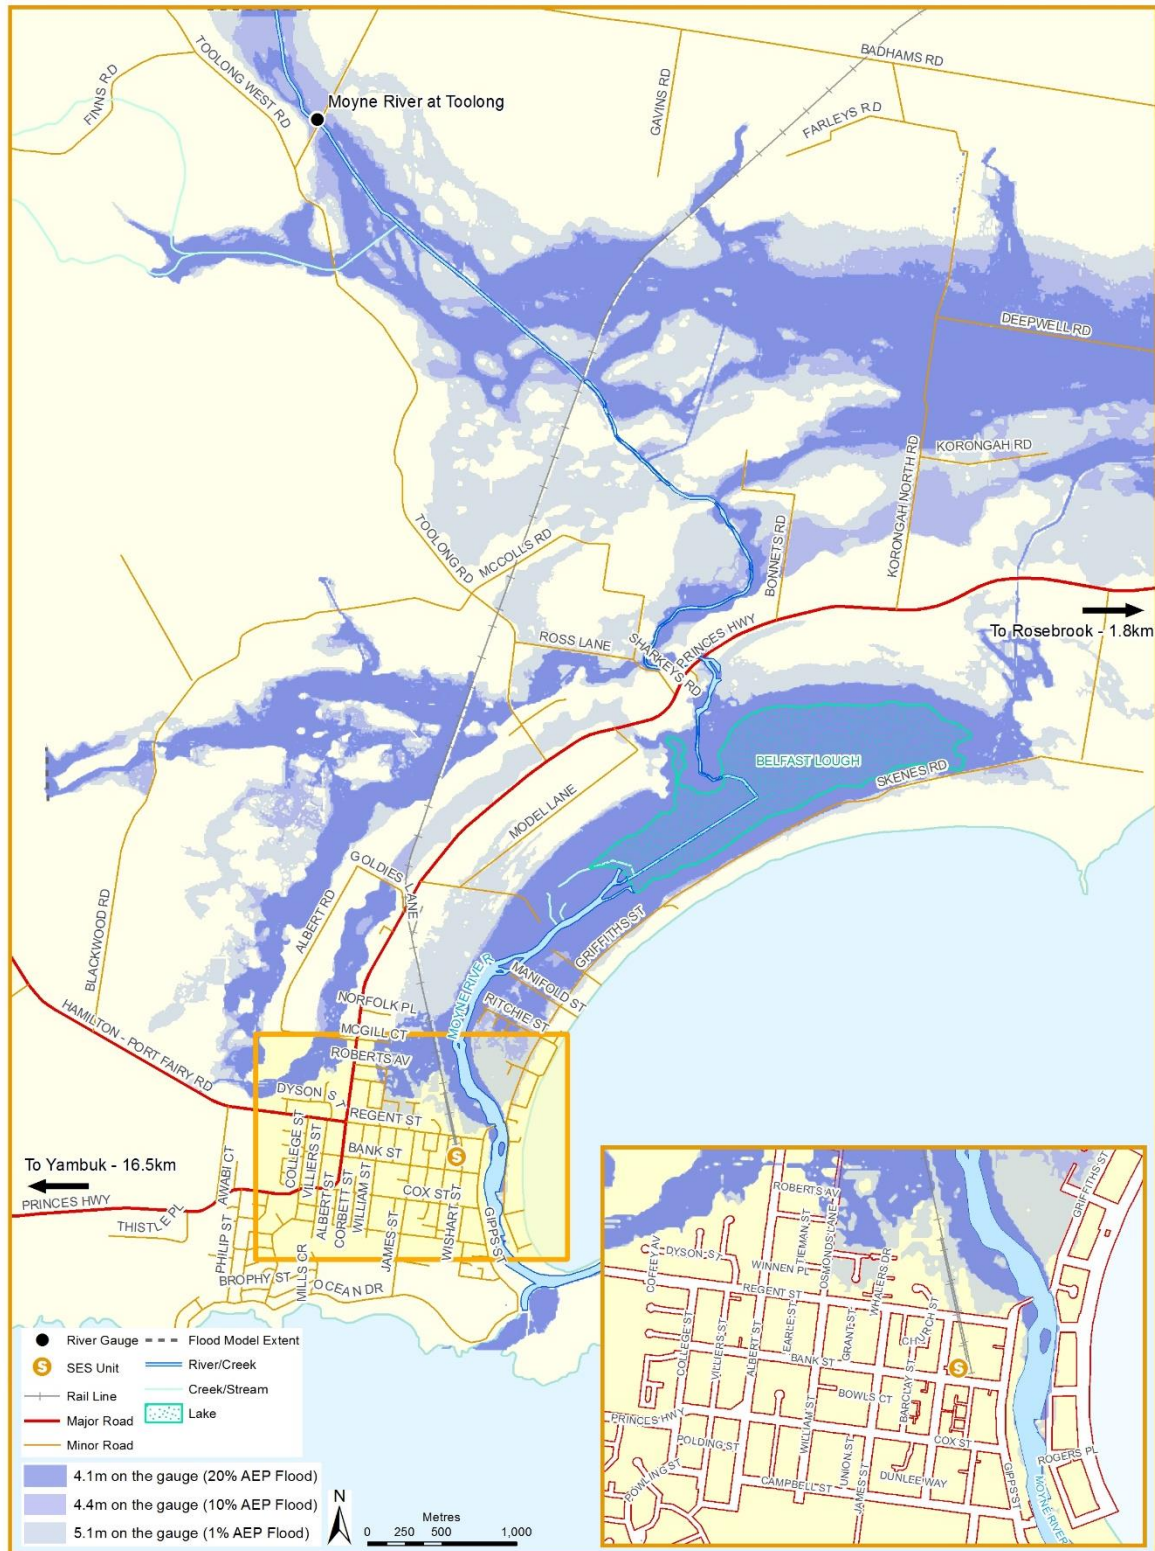 BADHAMS RD
TOOLONG WEST RD
FINNS RD
GAVINS RD
Moyne River at Toolong
FARLEYS RD
DEEPWELL RD
KORONGAH RD
KORONGAH NORTH RD
TOOLONG RD
MCCOLLS RD
BONNETS RD
To Rosebrook - 1.8km
ROSS LANE
SHARKEYS RD
PRINCES HWY
BELFAST LOUGH
SKENES RD
MODEL LANE
GOLDIES LANE
ALBERT RD
BLACKWOOD RD
GRIFFITHS ST
MOYNE RIVER
MANIFOLD ST
RITCHIE ST
NORFOLK PL
HAMILTON - PORT FAIRY RD
MCGILL CT
ROBERTS AV
DYSON ST
REGENT ST
COLLEGE ST
VILLIERS ST
BANK ST
S
To Yambuk - 16.5km
AWABI CT
ALBERT ST
CORBETT ST
WILLIAM ST
COX ST
WISHART ST
GIPPS ST
PRINCES HWY
THISTLE PL
PHILIP ST
JAMES ST
BROPHY ST
MILLS CR
OCEAN DR
River Gauge
Flood Model Extent
S
SES Unit
River/Creek
Rail Line
Creek/Stream
Major Road
Lake
Minor Road
4.1m on the gauge (20% AEP Flood)
4.4m on the gauge (10% AEP Flood)
5.1m on the gauge (1% AEP Flood)
N
Metres
0 250 500 1,000
GRIFFITHS ST
ROBERTS AV
TIEMAN ST
OSMONDS LANE
COFFEY AV
DYSON ST
WINNEN PL
WHALERS DR
REGENT ST
COLLEGE ST
VILLIERS ST
ALBERT ST
EARLE ST
GRANT ST
CHURCH ST
BANK ST
S
BOWLS CT
BARCLAY ST
PRINCES HWY
WILLIAM ST
COX ST
POLDING ST
UNION ST
JAMES ST
ROGERS PL
POWLING ST
CAMPBELL ST
DUNLEE WAY
GIPPS ST
MOYNE RIVER